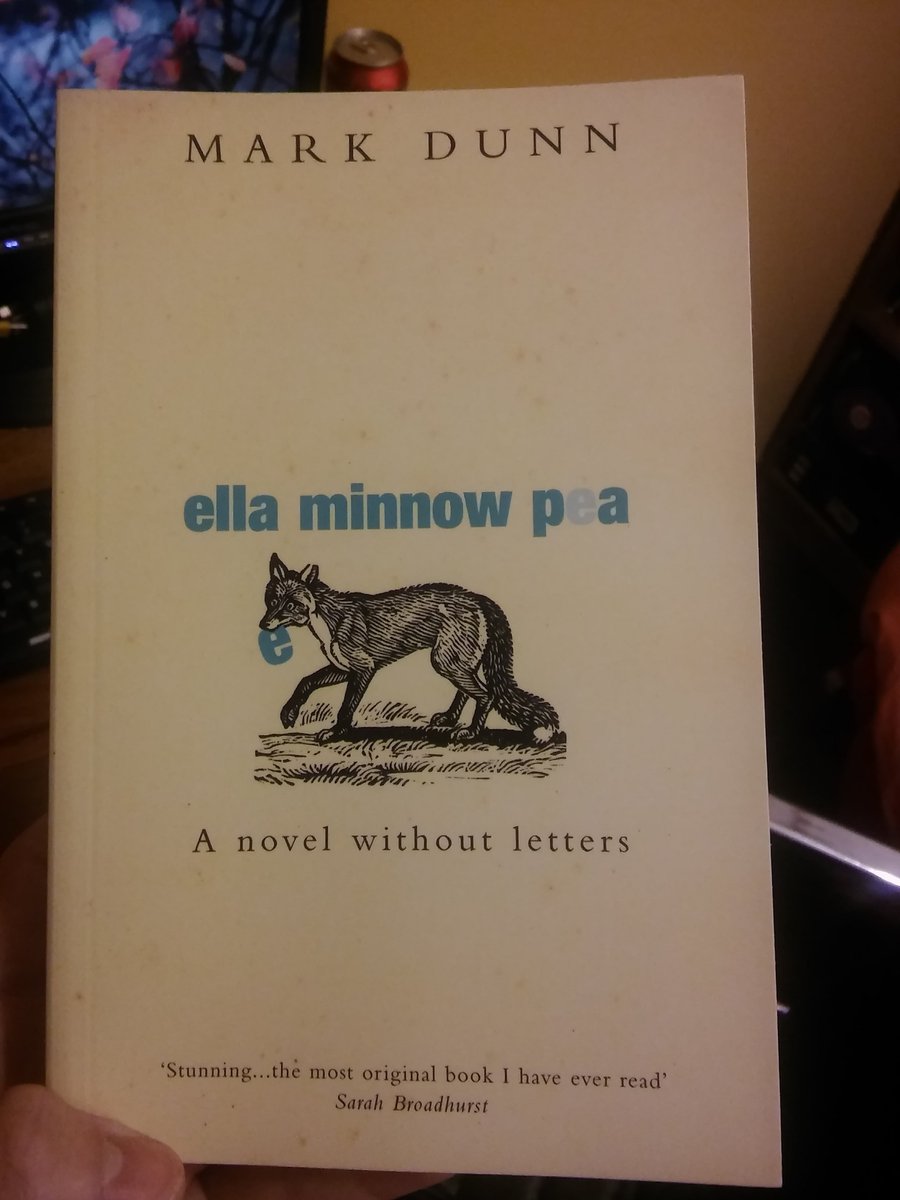 MARK DUNN
ella minnow pea
e
A novel without letters
‘Stunning...the most original book I have ever read’
Sarah Broadhurst